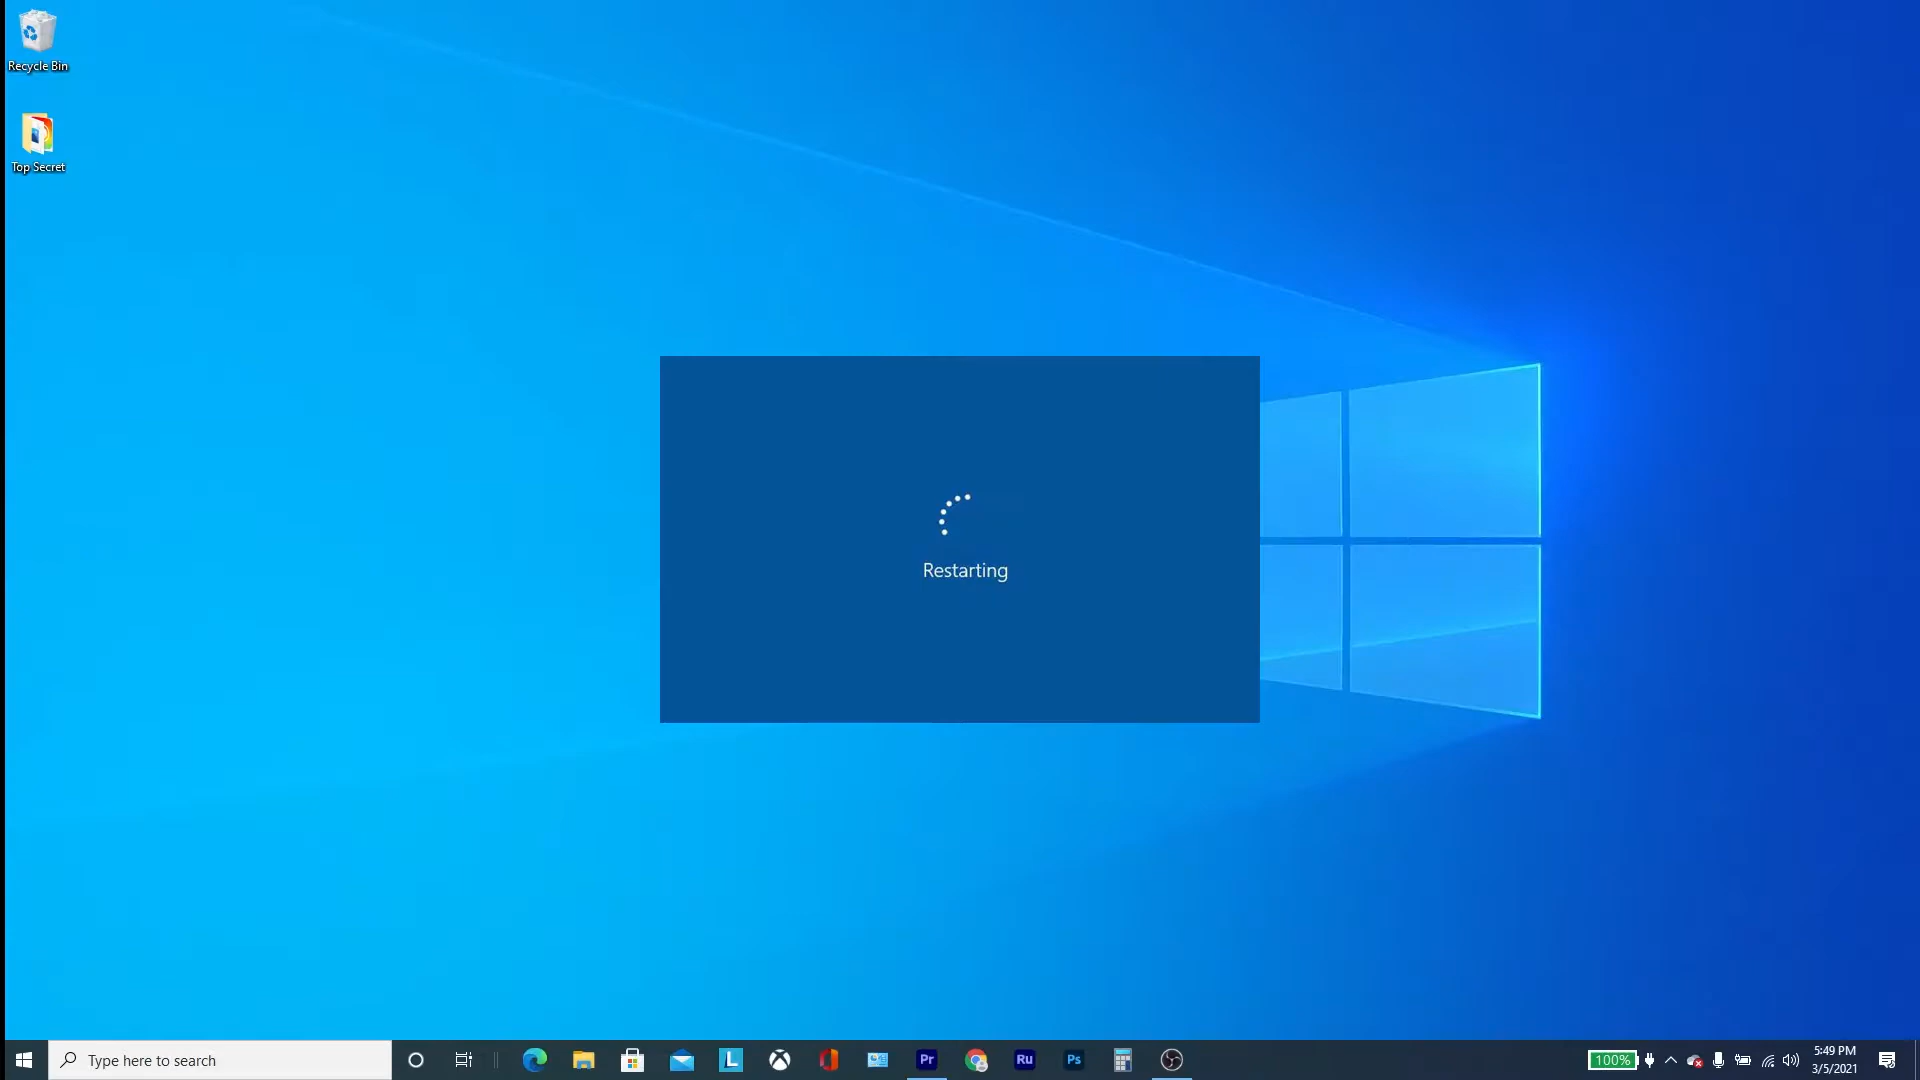 Recycle Bin
Top Secret
Restarting
Type here to search
L
Pr
Ru
Ps
100%
5:49 PM
3/5/2021